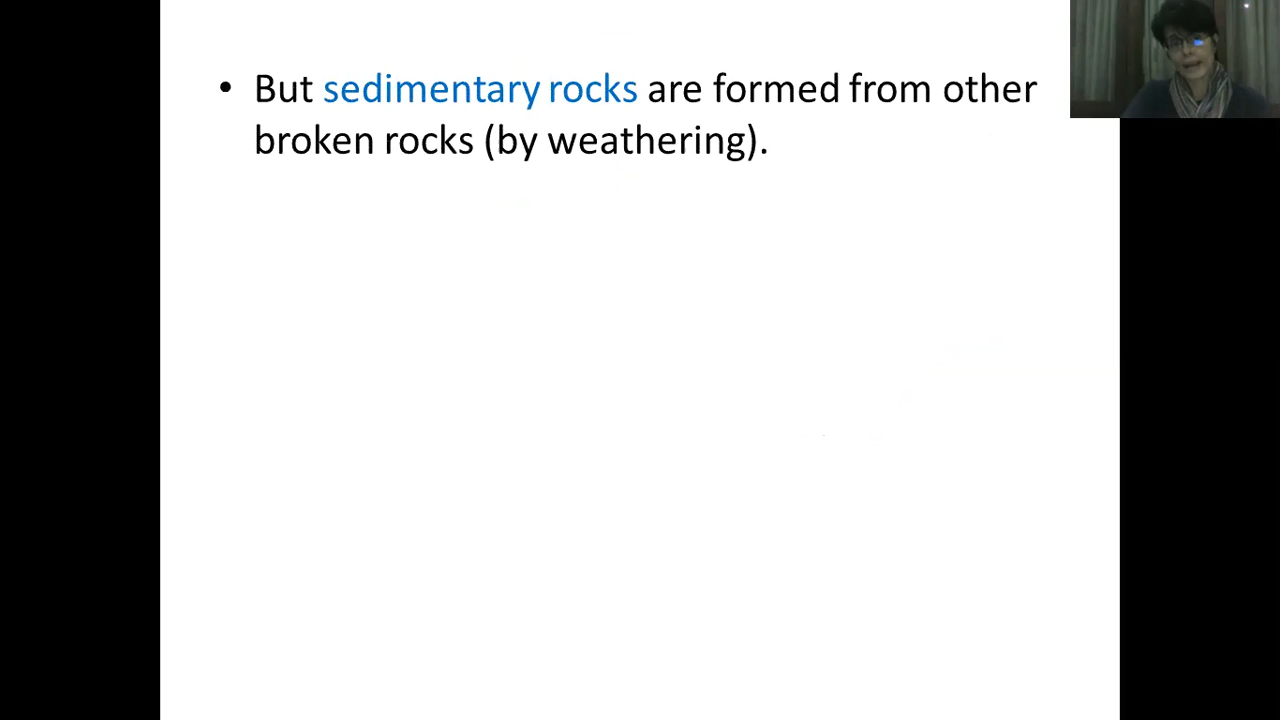 • But sedimentary rocks are formed from other
broken rocks (by weathering).